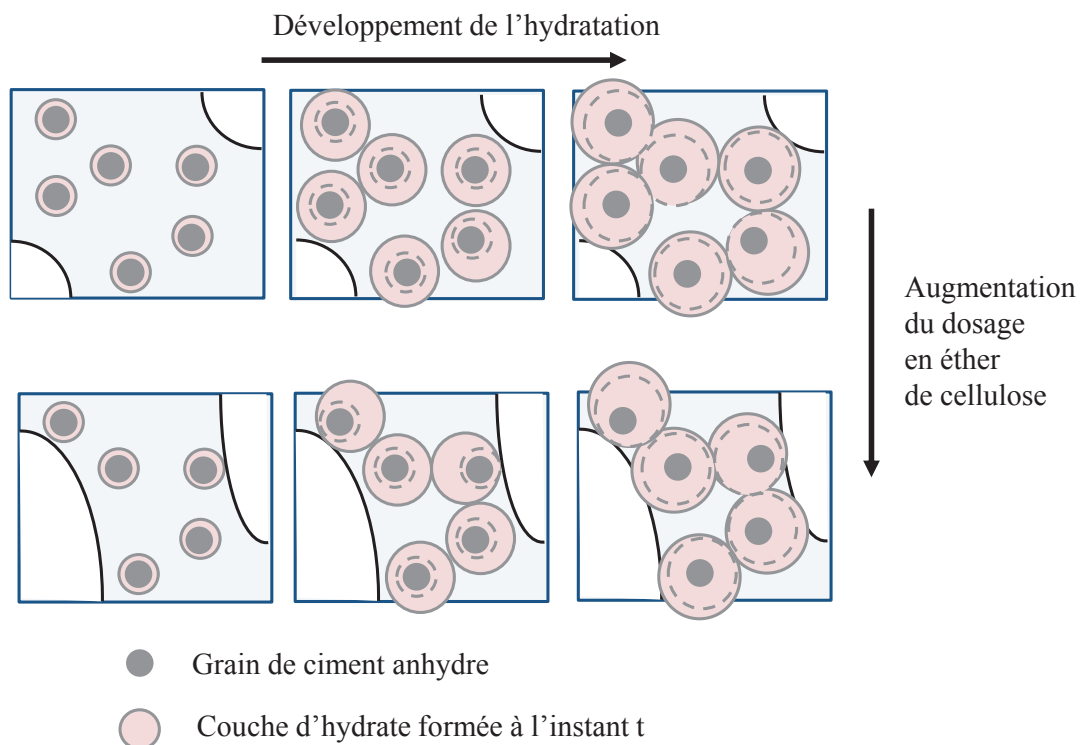 Développement de l’hydratation
Augmentation
du dosage
en éther
de cellulose
Grain de ciment anhydre
Couche d’hydrate formée à l’instant t